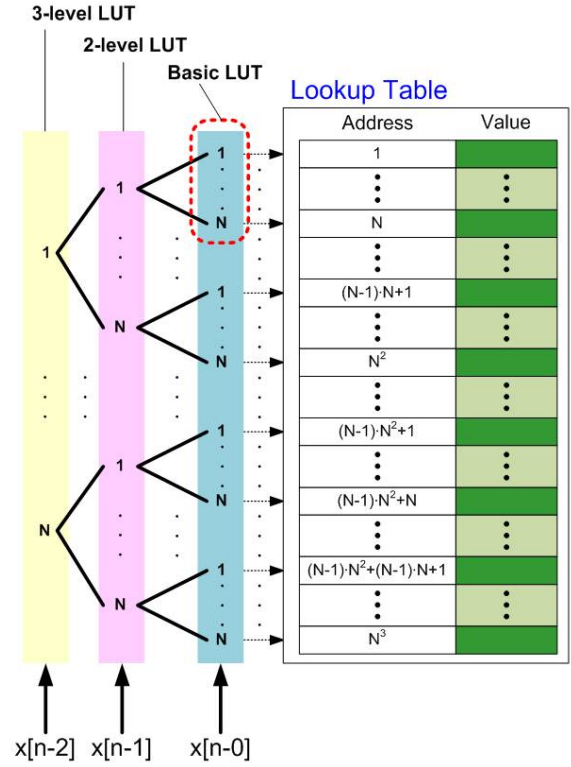 3-level LUT
2-level LUT
Basic LUT
Lookup Table
Address Value
1 1 1
N
N
1
(N-1)·N+1
1
N
N
N²
1
(N-1)·N²+1
1
N
N
(N-1)·N²+N
1
(N-1)·N²+(N-1)·N+1
N
N
N³
x[n-2] x[n-1] x[n-0]